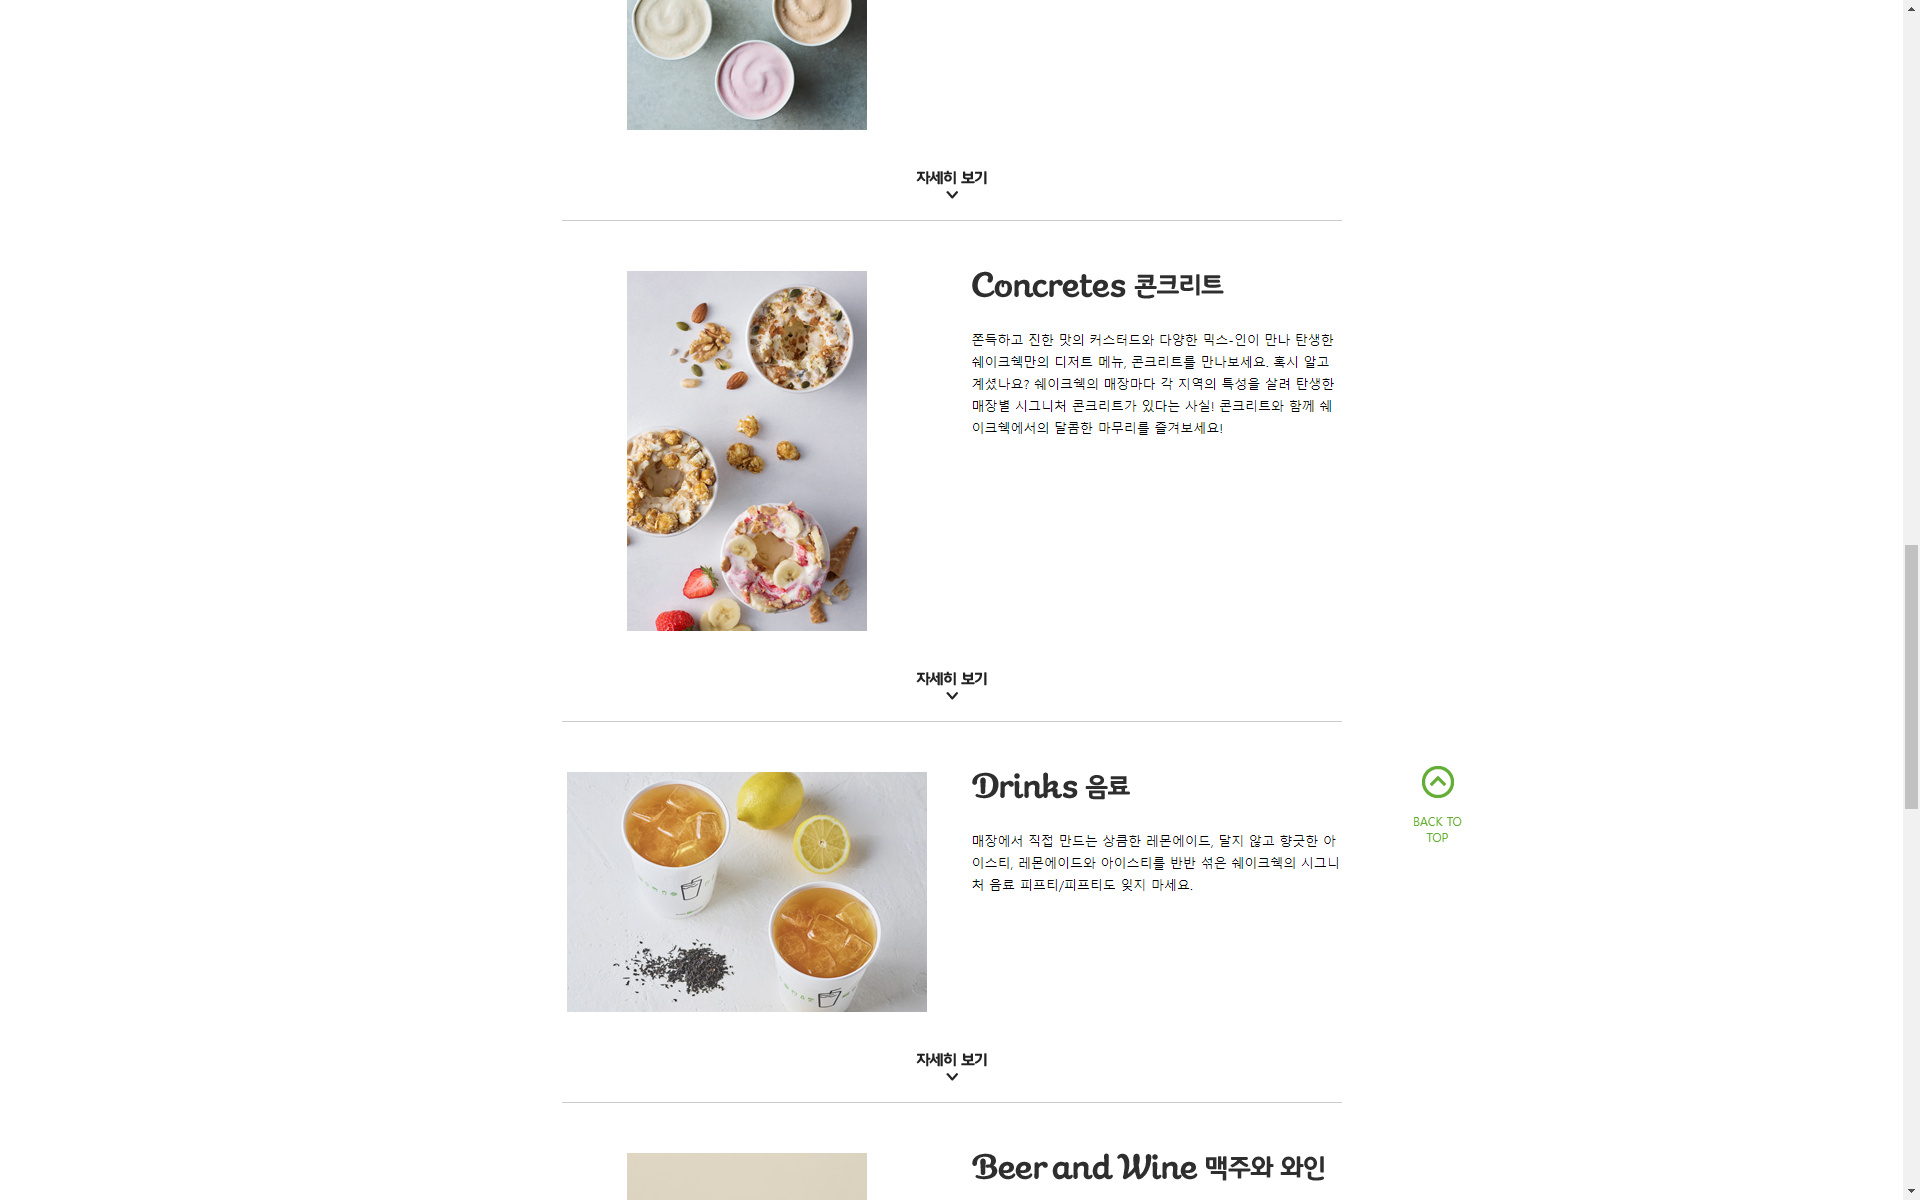 자세히 보기
Concretes 콘크리트
쫀득하고 진한 맛의 커스터드와 다양한 믹스-인이 만나 탄생한
쉐이크쉑만의 디저트 메뉴, 콘크리트를 만나보세요. 혹시 알고
계셨나요? 쉐이크쉑의 매장마다 각 지역의 특성을 살려 탄생한
매장별 시그니처 콘크리트가 있다는 사실! 콘크리트와 함께 쉐
이크쉑에서의 달콤한 마무리를 즐겨보세요!
자세히 보기
Drinks 음료
매장에서 직접 만드는 상큼한 레몬에이드, 달지 않고 향긋한 아
이스티, 레몬에이드와 아이스티를 반반 섞은 쉐이크쉑의 시그니
처 음료 피프티/피프티도 잊지 마세요.
BACK TO
TOP
자세히 보기
Beer and Wine 맥주와 와인